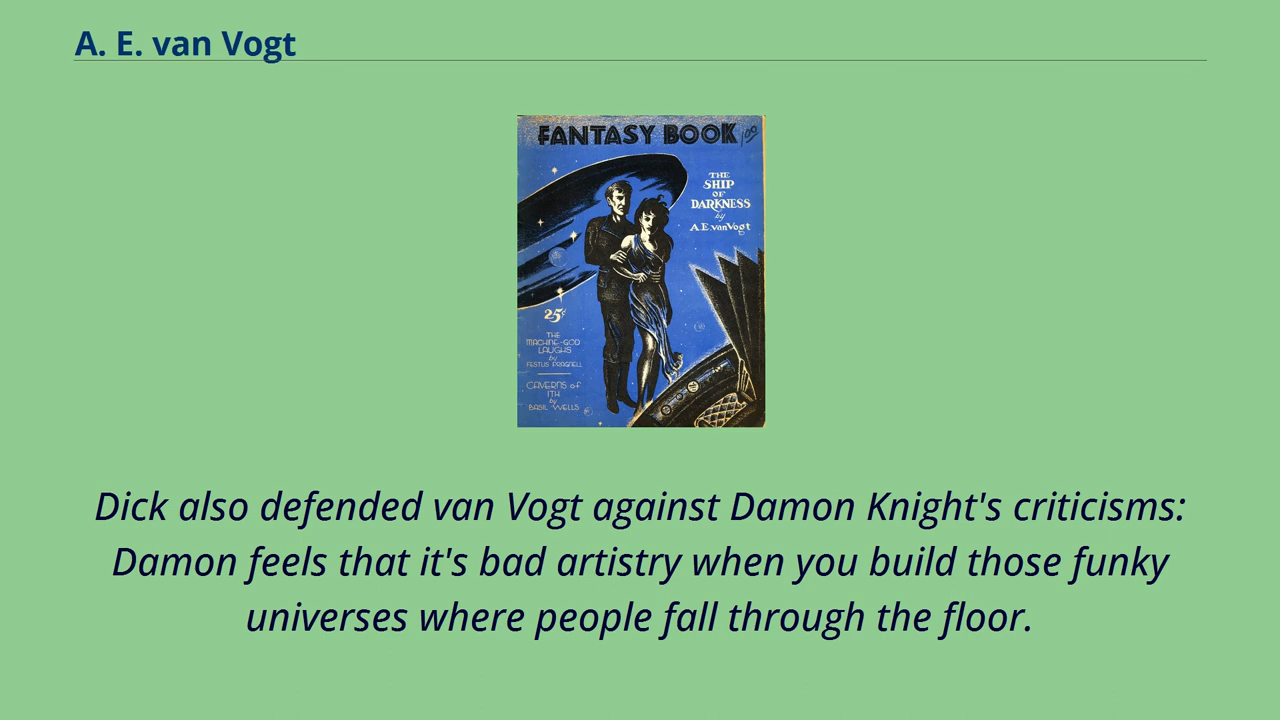 A. E. van Vogt
FANTASY BOOK
100
THE
SHIP
OF
DARKNESS
by
A.E. van Vogt
25¢
THE
MACHINE-GOD
LAUGHS
by
FESTUS PRAGNELL
CAVERNS of
ITH
by
BASIL WELLS
Dick also defended van Vogt against Damon Knight's criticisms:
Damon feels that it's bad artistry when you build those funky
universes where people fall through the floor.